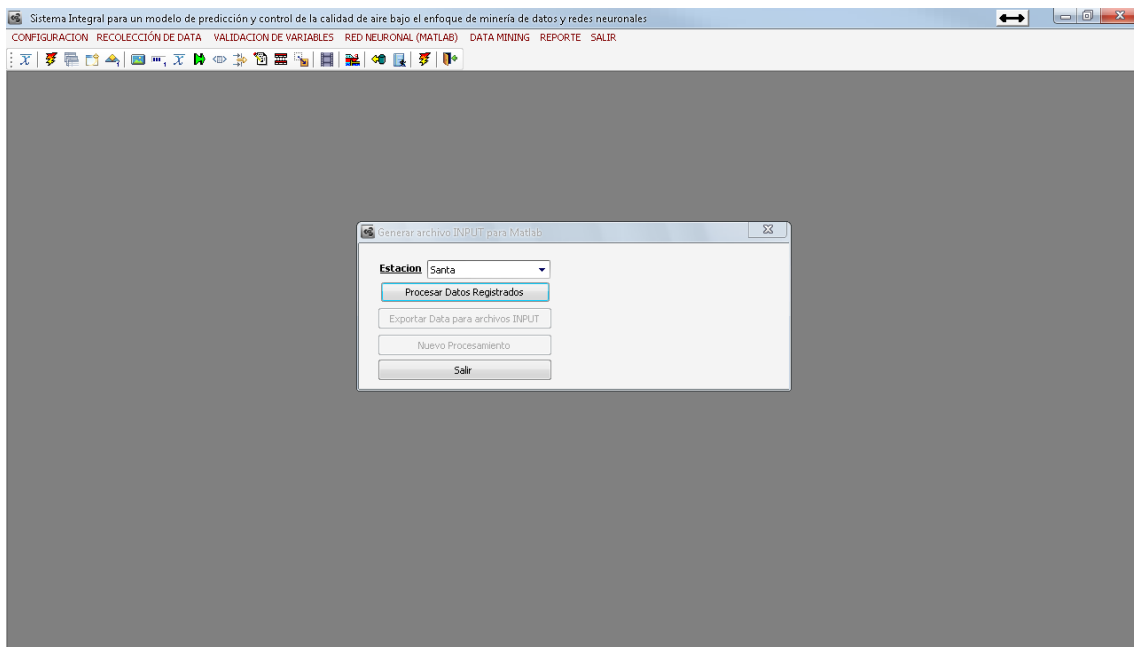 Sistema Integral para un modelo de predicción y control de la calidad de aire bajo el enfoque de minería de datos y redes neuronales
CONFIGURACION RECOLECCIÓN DE DATA VALIDACION DE VARIABLES RED NEURONAL (MATLAB) DATA MINING REPORTE SALIR
Generar archivo INPUT para Matlab
Estacion Santa
Procesar Datos Registrados
Exportar Data para archivos INPUT
Nuevo Procesamiento
Salir